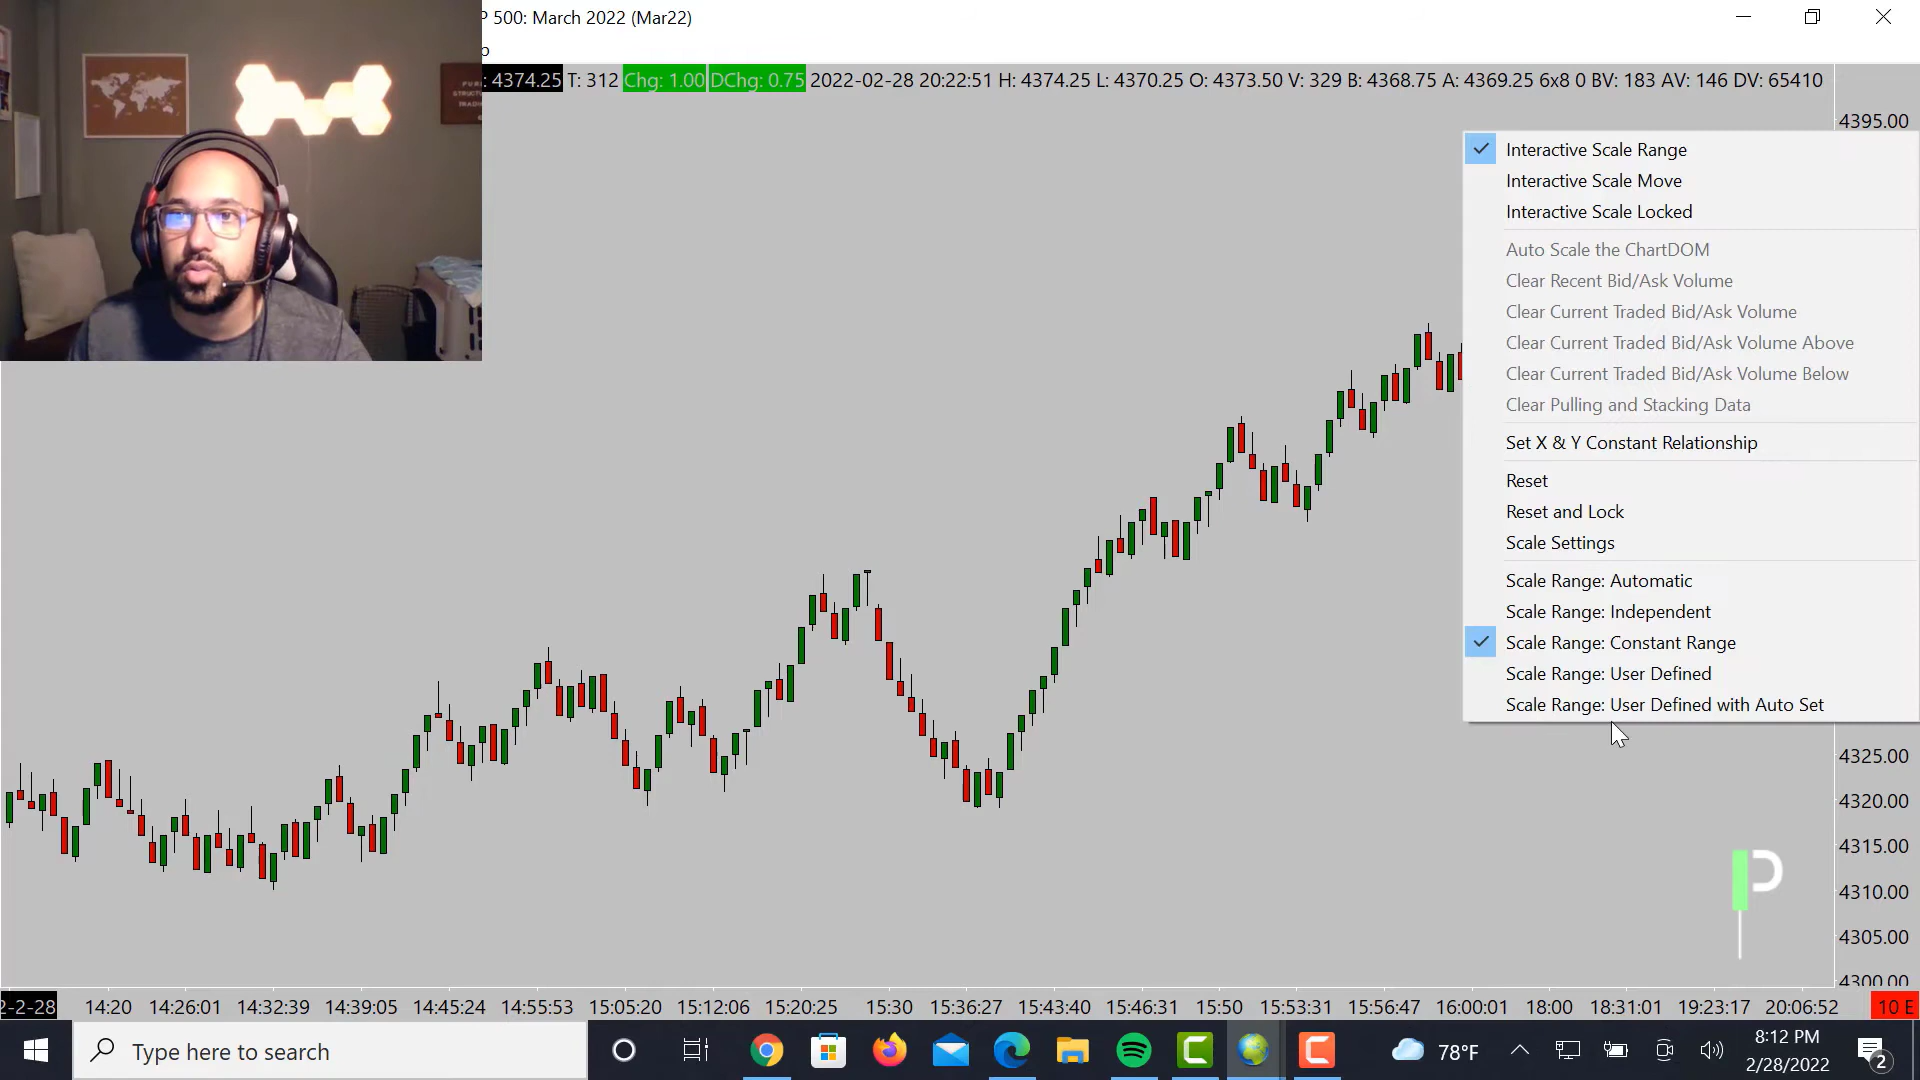 P 500: March 2022 (Mar22)
p
: 4374.25 T: 312 Chg: 1.00 DChg: 0.75 2022-02-28 20:22:51 H: 4374.25 L: 4370.25 O: 4373.50 V: 329 B: 4368.75 A: 4369.25 6x8 0 BV: 183 AV: 146 DV: 65410
4395.00
Interactive Scale Range
Interactive Scale Move
Interactive Scale Locked
Auto Scale the ChartDOM
Clear Recent Bid/Ask Volume
Clear Current Traded Bid/Ask Volume
Clear Current Traded Bid/Ask Volume Above
Clear Current Traded Bid/Ask Volume Below
Clear Pulling and Stacking Data
Set X & Y Constant Relationship
Reset
Reset and Lock
Scale Settings
Scale Range: Automatic
Scale Range: Independent
Scale Range: Constant Range
Scale Range: User Defined
Scale Range: User Defined with Auto Set
4325.00
4320.00
4315.00
4310.00
4305.00
4300.00
2-2-28 14:20 14:26:01 14:32:39 14:39:05 14:45:24 14:55:53 15:05:20 15:12:06 15:20:25 15:30 15:36:27 15:43:40 15:46:31 15:50 15:53:31 15:56:47 16:00:01 18:00 18:31:01 19:23:17 20:06:52 10 E
Type here to search
78°F
8:12 PM
2/28/2022
2